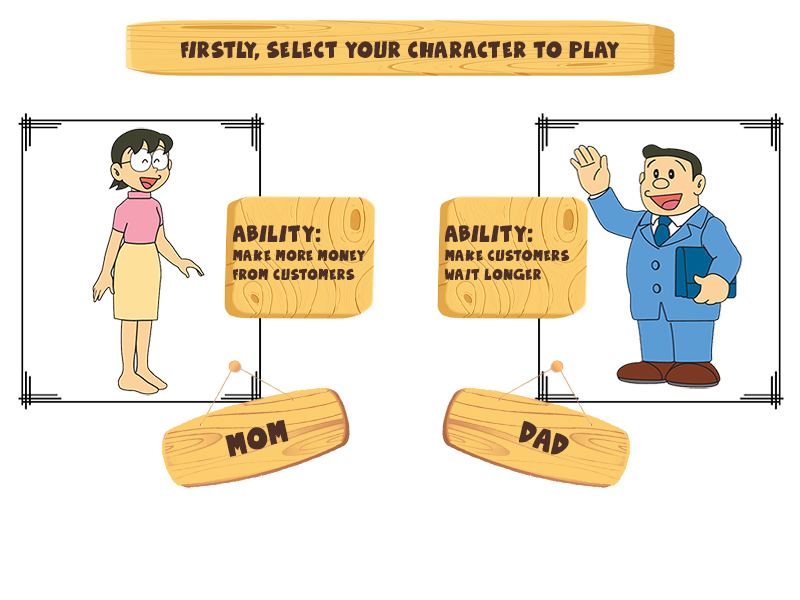 FIRSTLY, SELECT YOUR CHARACTER TO PLAY
ABILITY:
MAKE MORE MONEY
FROM CUSTOMERS
ABILITY:
MAKE CUSTOMERS
WAIT LONGER
MOM
DAD